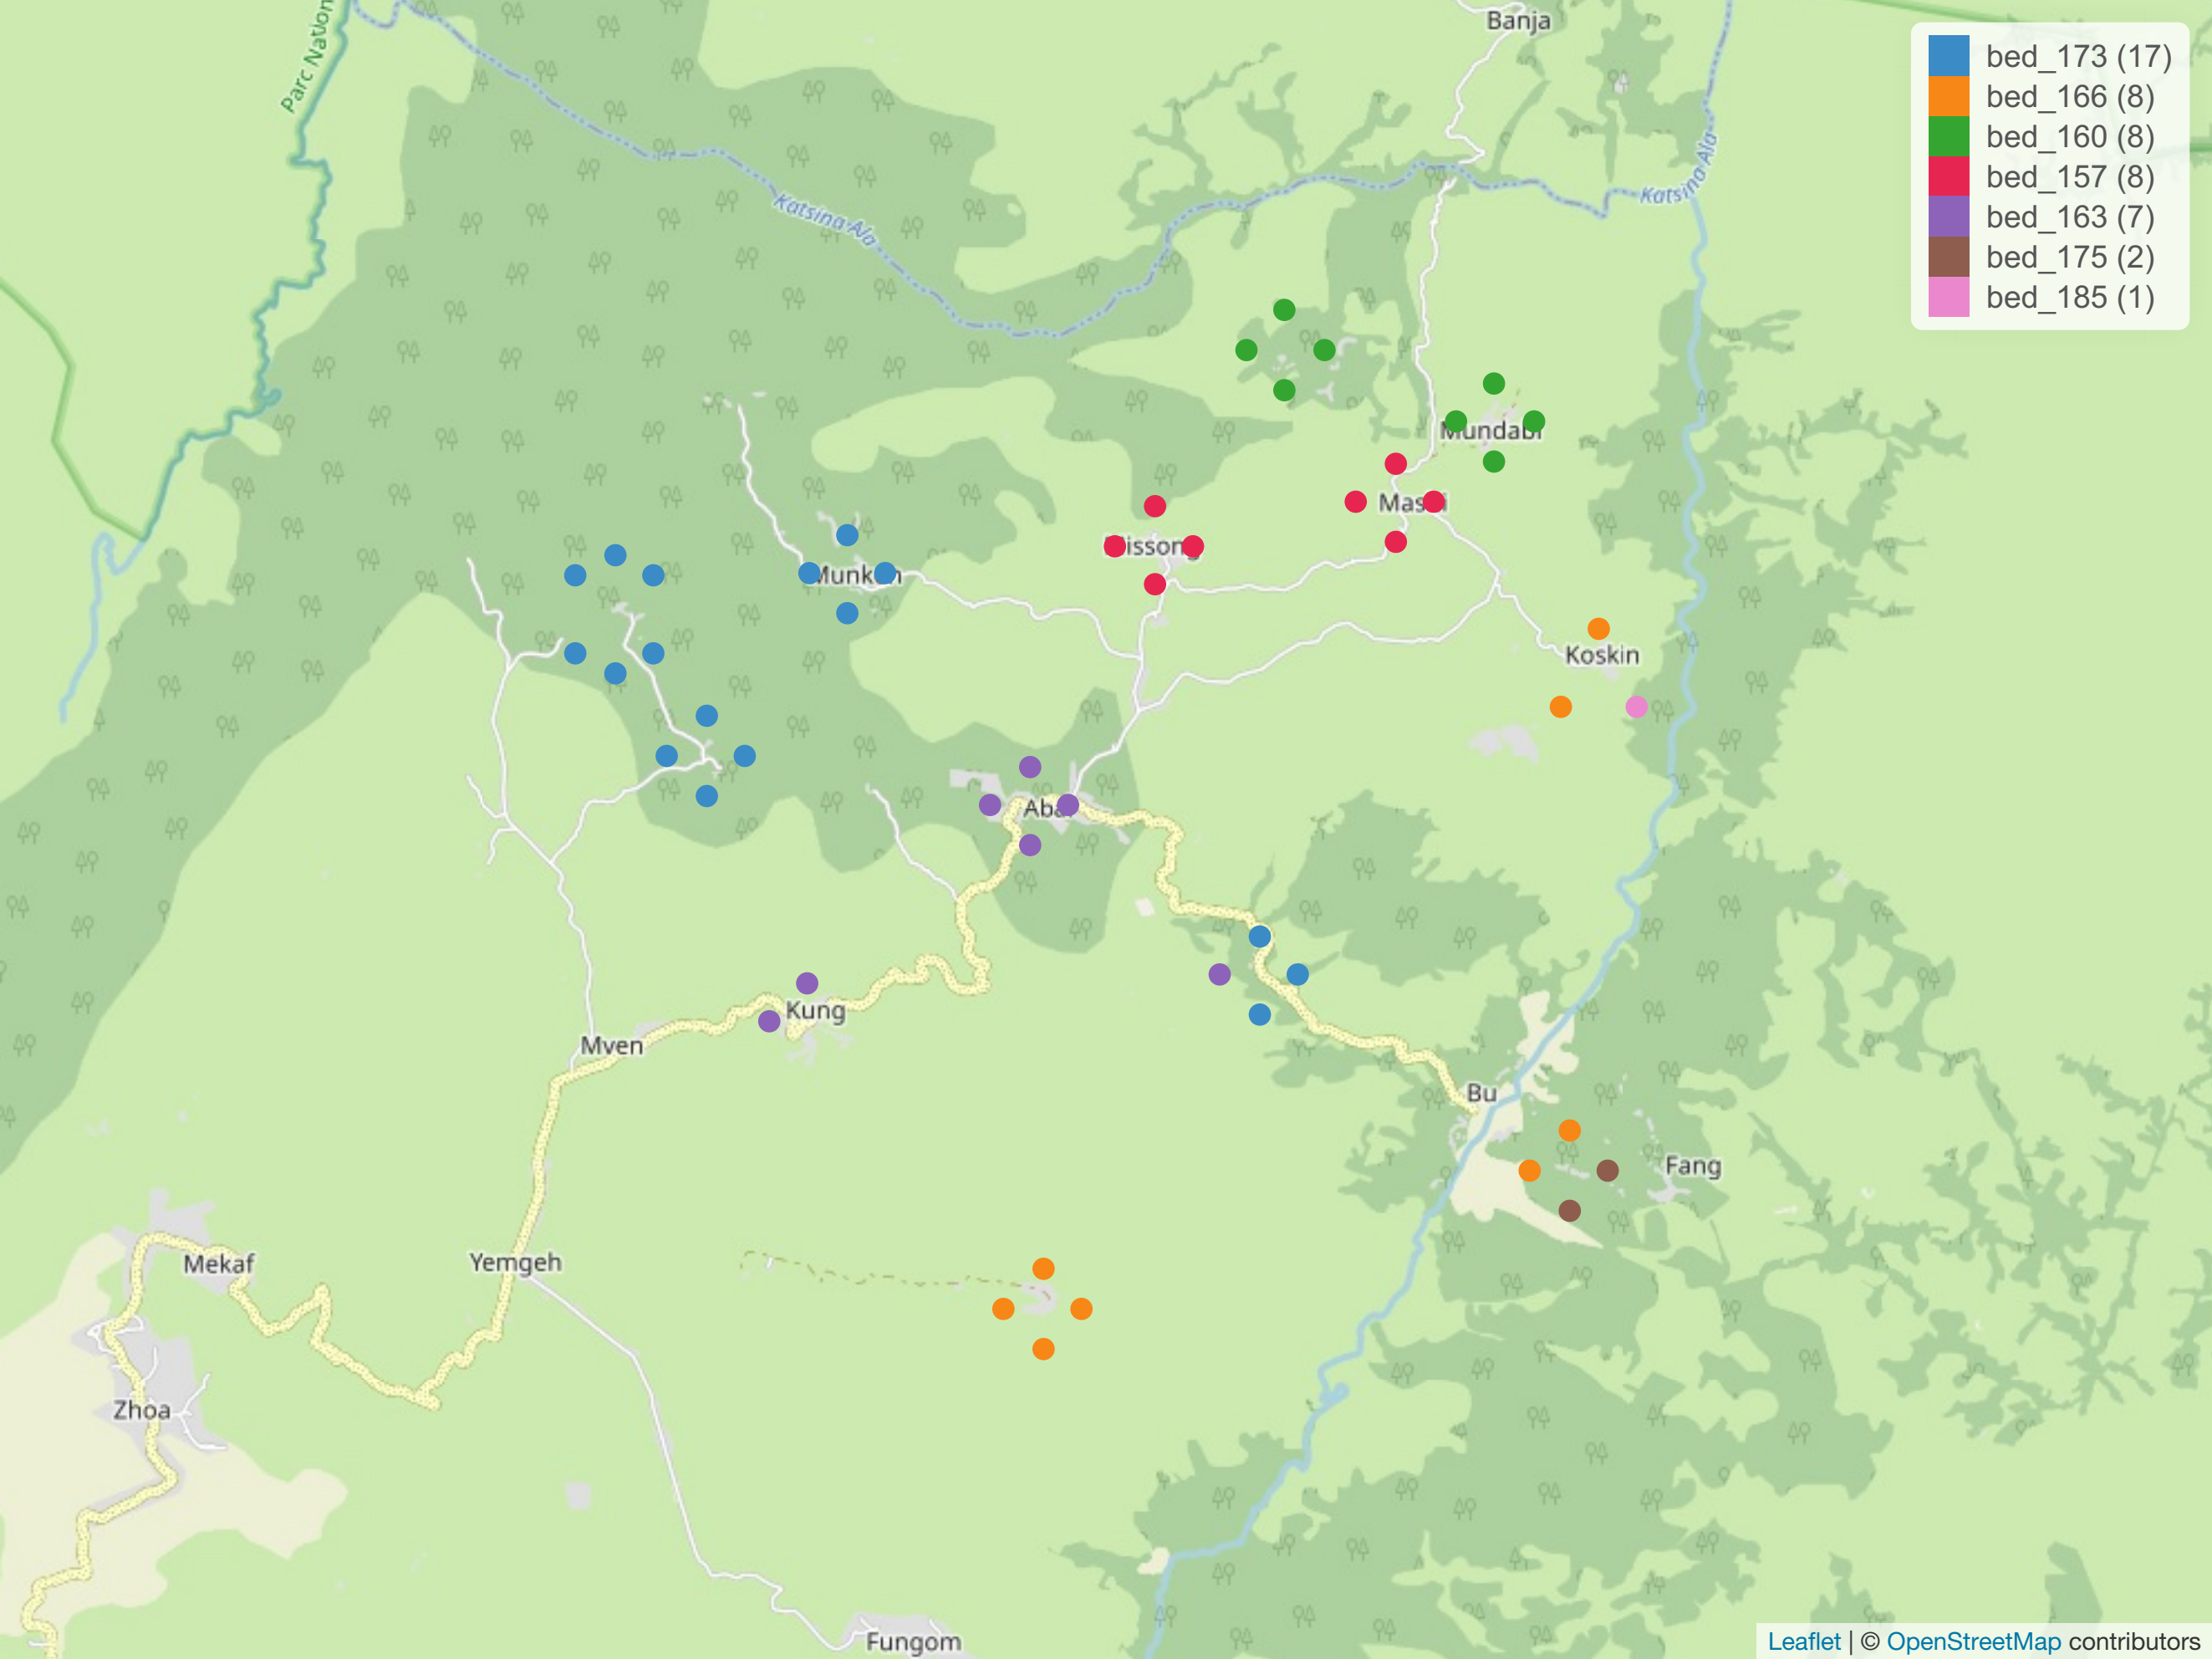 Banja
Parc Nation
bed_173 (17)
bed_166 (8)
bed_160 (8)
bed_157 (8)
bed_163 (7)
bed_175 (2)
bed_185 (1)
Katsina-Ala
Katsina-Ala
Mundabi
Koskin
Kung
Mven
Bu
Fang
Mekaf
Yemgeh
Zhoa
Fungom
Leaflet | © OpenStreetMap contributors